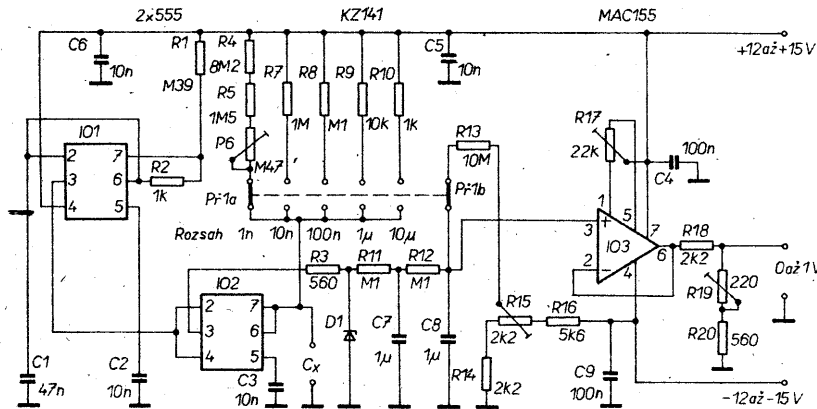 2x555 KZ141 MAC155
C6 10n
R1 M39
R4 8M2
R5 1M5
P6 M47
R7 1M
R8 M1
R9 10k
R10 1k
C5 10n
+12až+15V
IO1
2 7
3 6
4 5
R2 1k
R13 10M
R17 22k
100n C4
Př1a Př1b
Rozsah 1n 10n 100n 1µ 10µ
1 5 7
3 + IO3 6
2 − 4
R18 2k2
0až1V
R19 220
R20 560
R3 560
R11 M1
R12 M1
IO2
2 7
3 6
4 5
D1
C7 1µ
C8 1µ
R15 2k2
R16 5k6
R14 2k2
C9 100n
C1 47n
C2 10n
C3 10n
Cx
−12až−15V